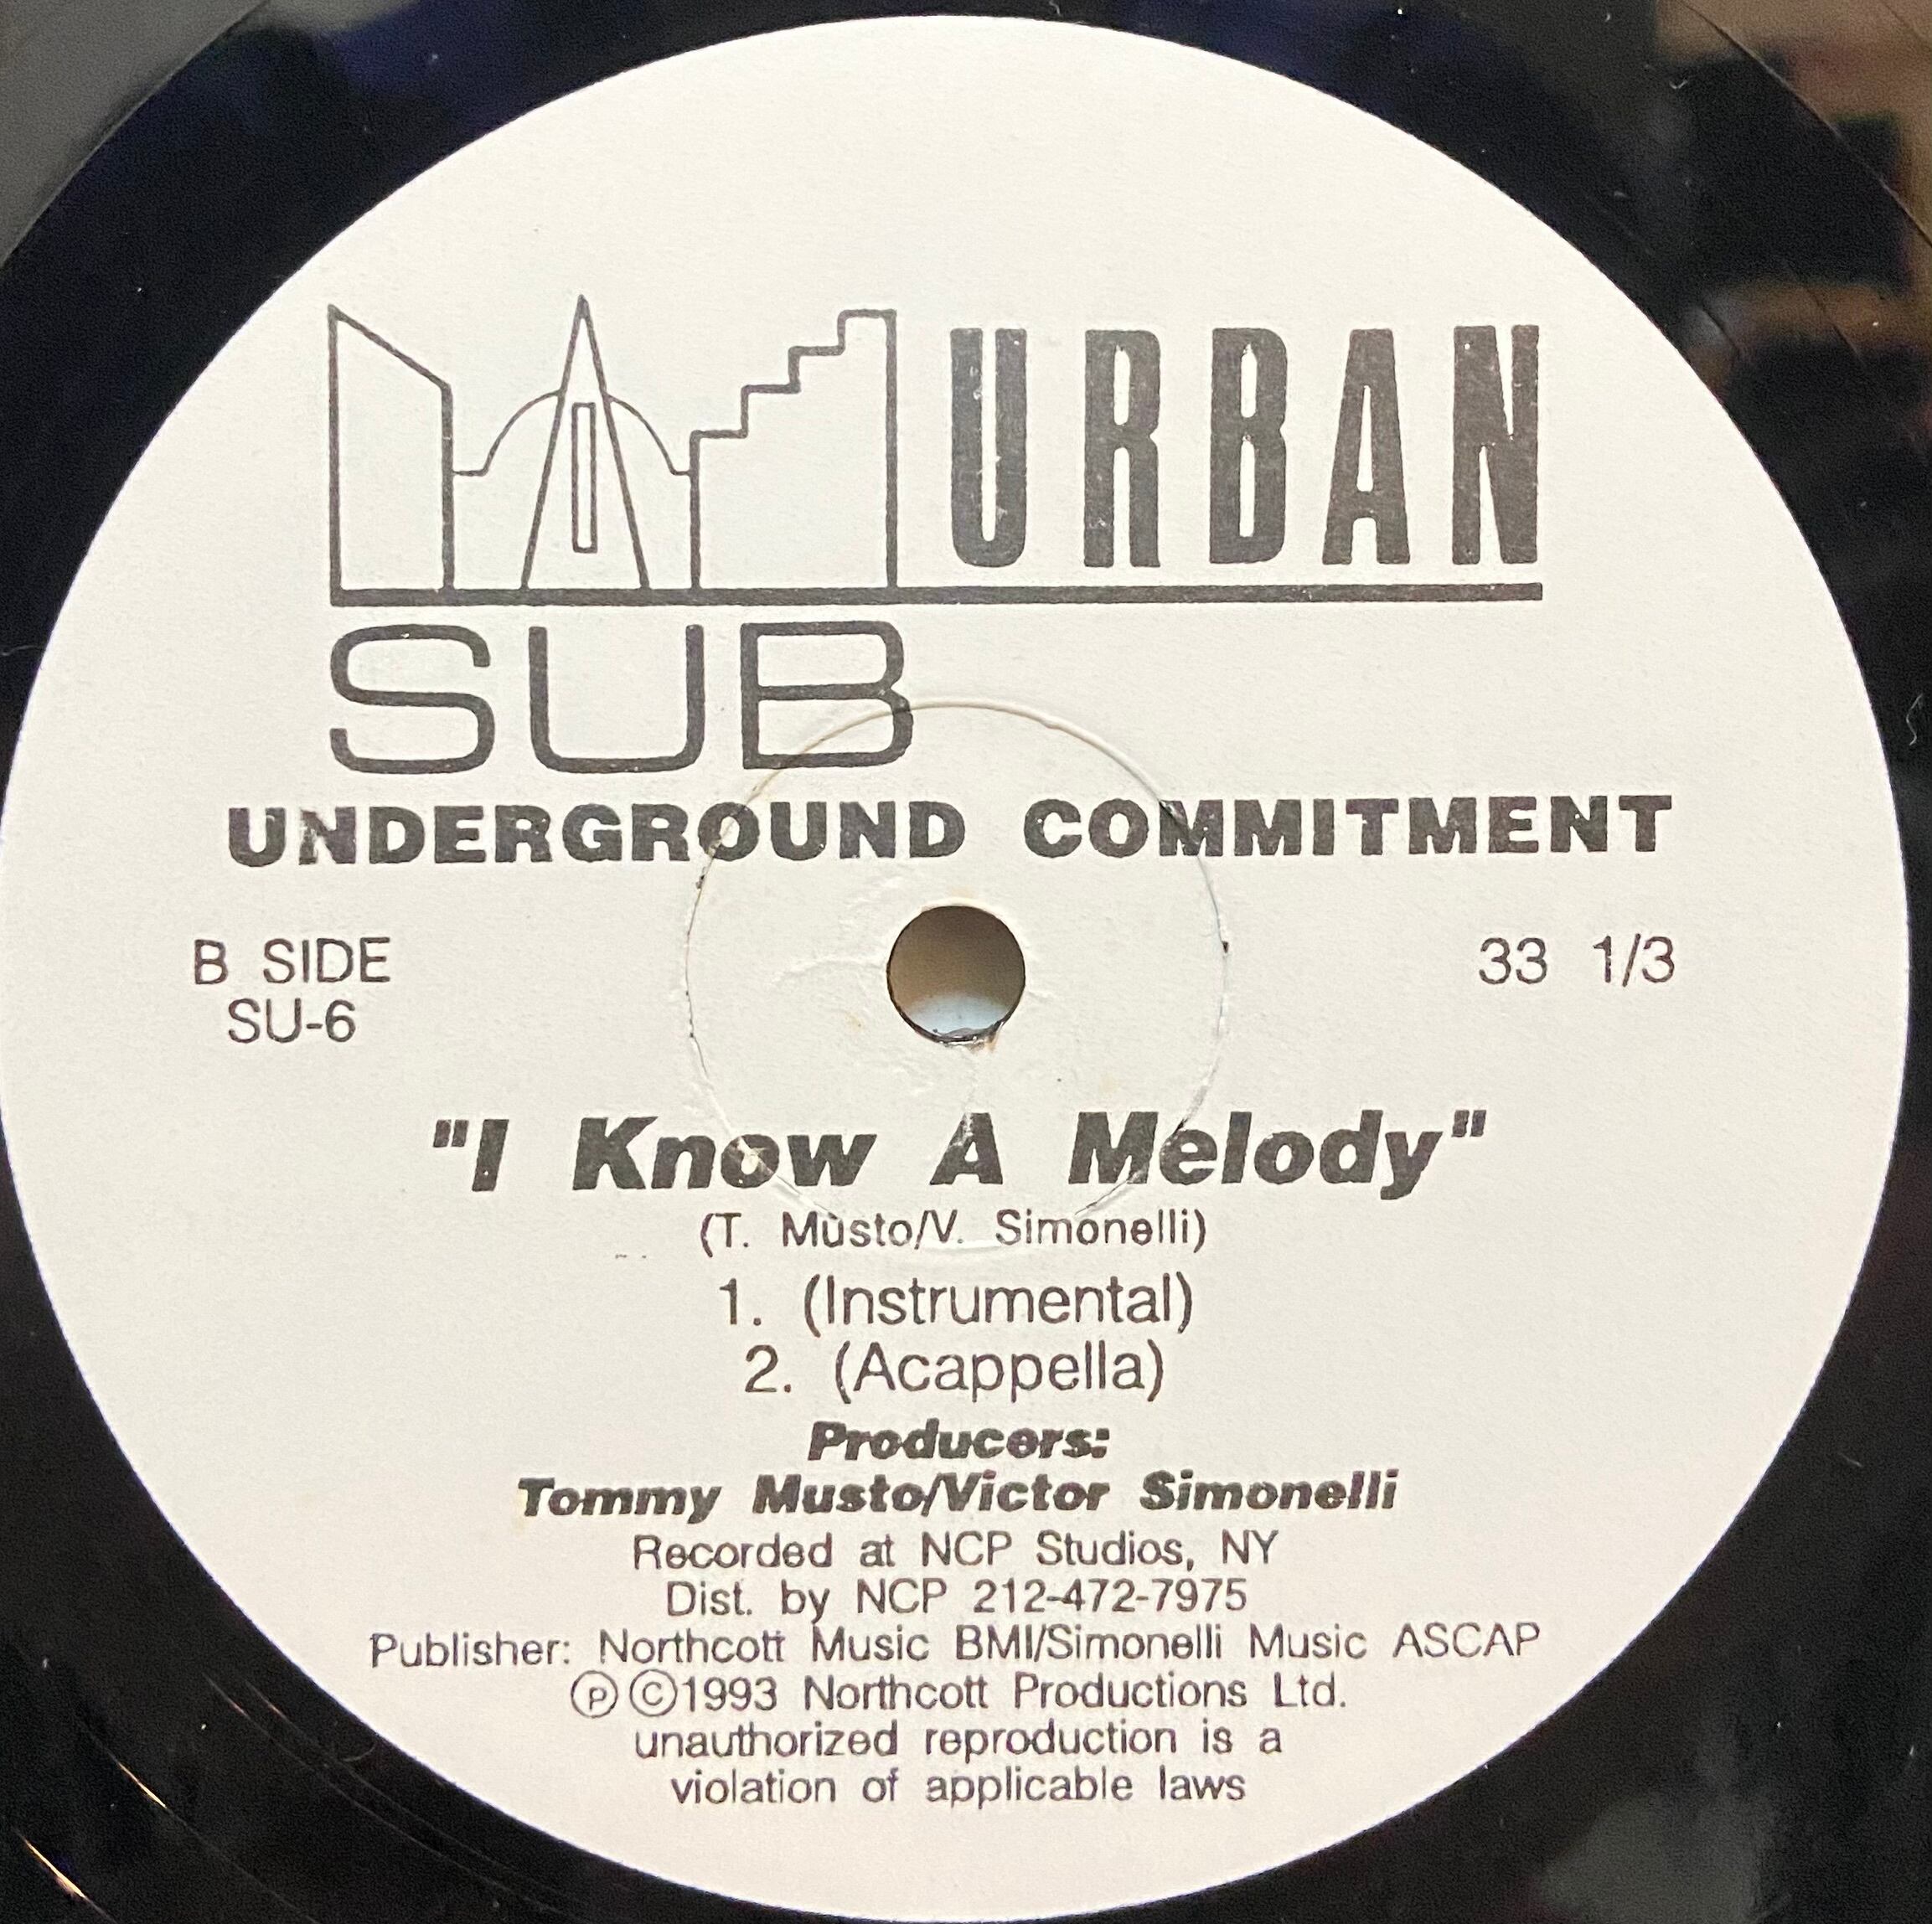 URBAN
SUB
UNDERGROUND COMMITMENT
B SIDE
SU-6
33 1/3
"I Know A Melody"
(T. Musto/V. Simonelli)
1. (Instrumental)
2. (Acappella)
Producers:
Tommy Musto/Victor Simonelli
Recorded at NCP Studios, NY
Dist. by NCP 212-472-7975
Publisher: Northcott Music BMI/Simonelli Music ASCAP
Ⓟ©1993 Northcott Productions Ltd.
unauthorized reproduction is a
violation of applicable laws